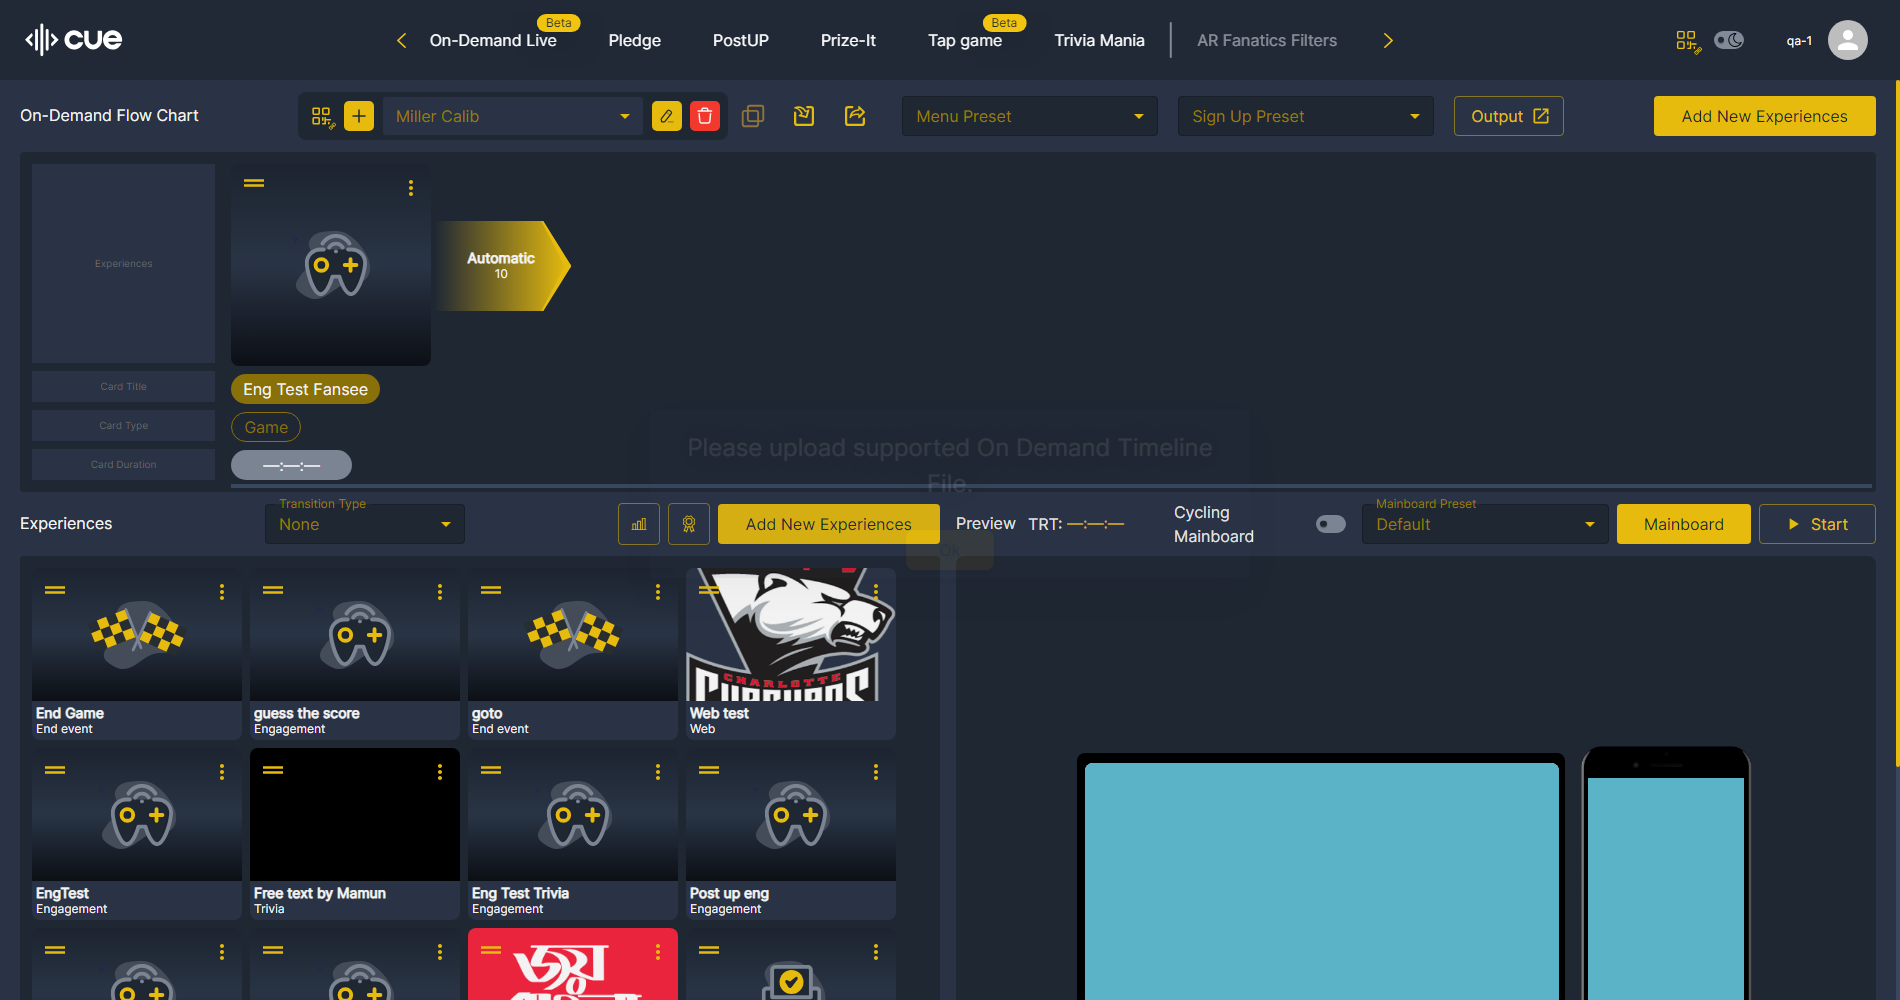 cue
On-Demand Live
Beta
Pledge
PostUP
Prize-It
Tap game
Beta
Trivia Mania
AR Fanatics Filters
qa-1
On-Demand Flow Chart
Miller Calib
Menu Preset
Sign Up Preset
Output
Add New Experiences
Experiences
Automatic
10
Card Title
Eng Test Fansee
Card Type
Game
Card Duration
—:—:—
Please upload supported On Demand Timeline
File.
Ok
Experiences
Transition Type
None
Add New Experiences
Preview
TRT: —:—:—
Cycling
Mainboard
Mainboard Preset
Default
Mainboard
Start
End Game
End event
guess the score
Engagement
goto
End event
CHARLOTTE
Web test
Web
EngTest
Engagement
Free text by Mamun
Trivia
Eng Test Trivia
Engagement
Post up eng
Engagement
জয়